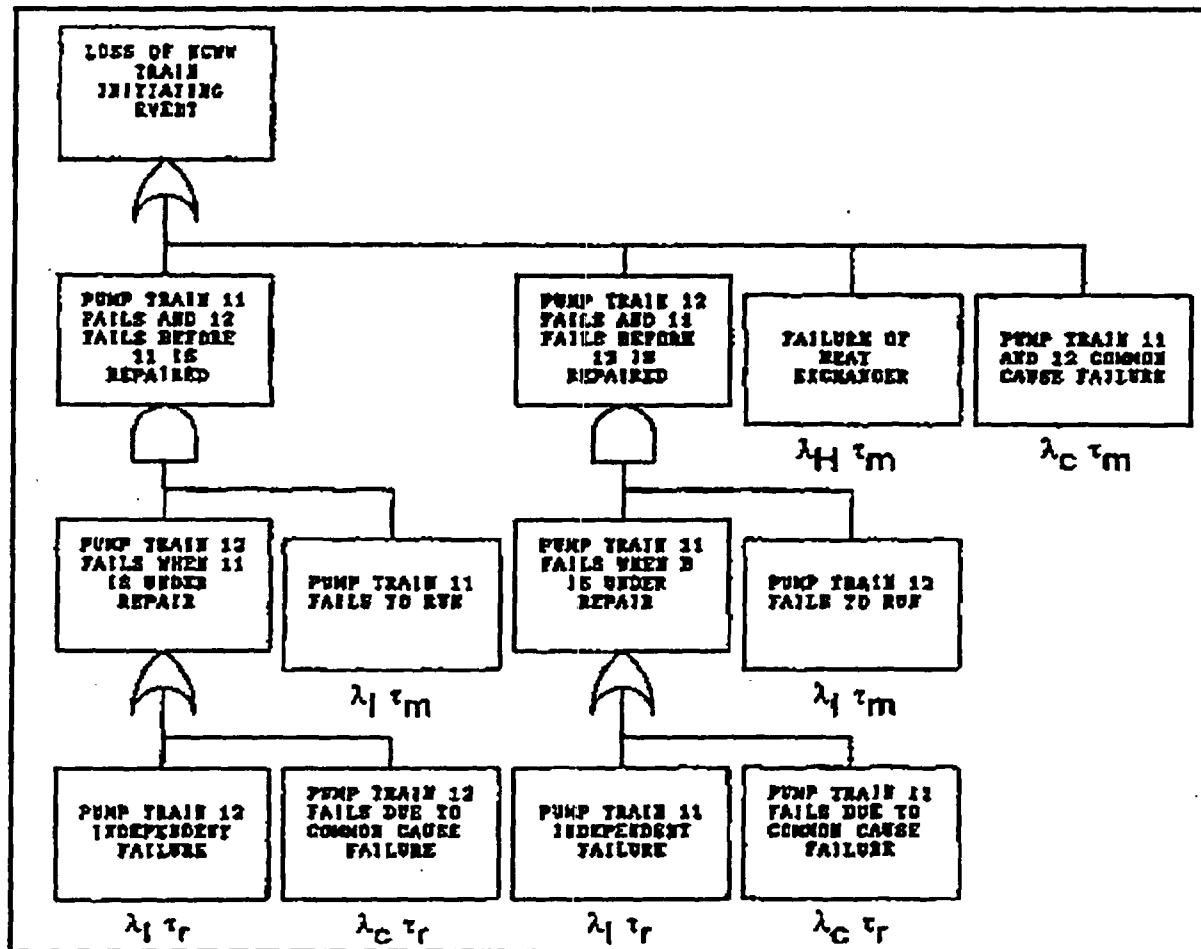 LOSS OF
TRAIN
INITIATING
EVENT
PUMP TRAIN 11
FAILS AND 12
FAILS BEFORE
11 IS
REPAIRED
PUMP TRAIN 12
FAILS AND 11
FAILS BEFORE
12 IS
REPAIRED
FAILURE OF
HEAT
EXCHANGER
λH τm
PUMP TRAIN 11
AND 12 COMMON
CAUSE FAILURE
λc τm
PUMP TRAIN 12
FAILS WHEN 11
IS UNDER
REPAIR
PUMP TRAIN 11
FAILS TO RUN
λI τm
PUMP TRAIN 11
FAILS WHEN B
IS UNDER
REPAIR
PUMP TRAIN 12
FAILS TO RUN
λI τm
PUMP TRAIN 12
INDEPENDENT
FAILURE
λI τr
PUMP TRAIN 12
FAILS DUE TO
COMMON CAUSE
FAILURE
λc τr
PUMP TRAIN 11
INDEPENDENT
FAILURE
λI τr
PUMP TRAIN 11
FAILS DUE TO
COMMON CAUSE
FAILURE
λc τr